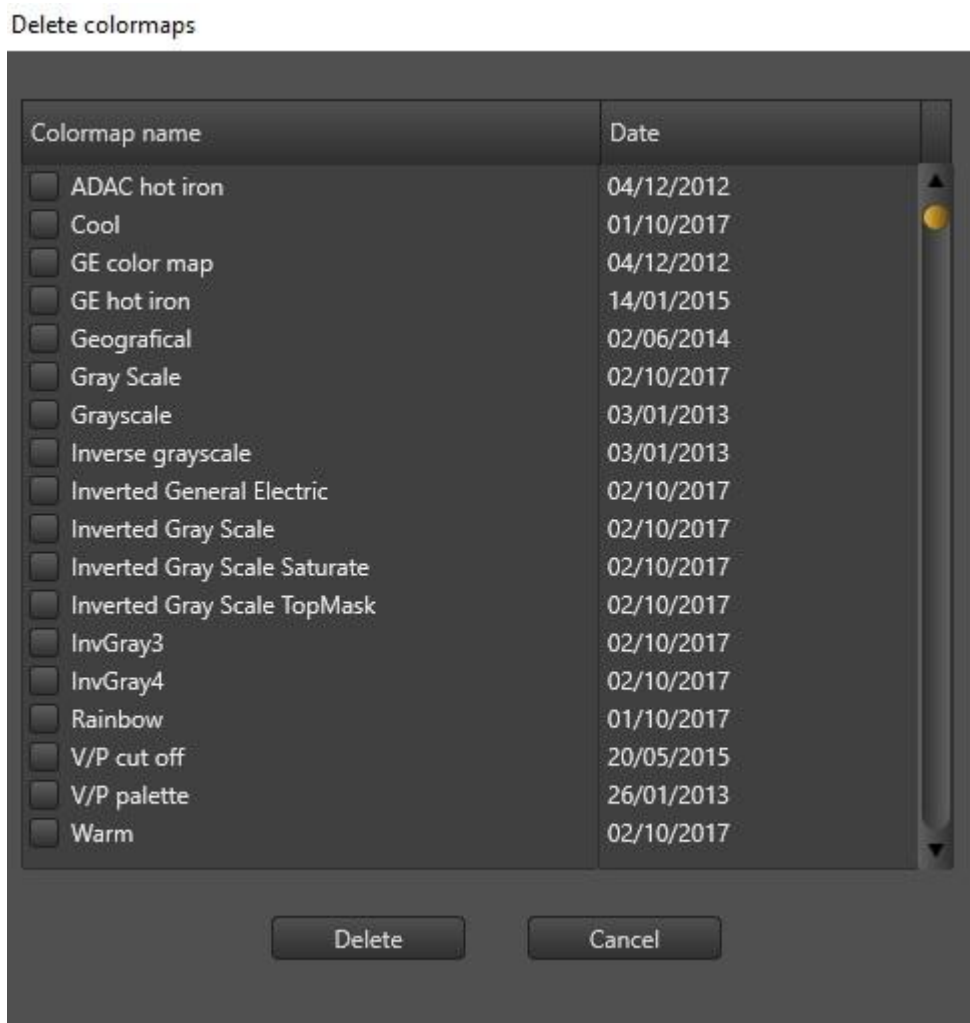 Delete colormaps
Colormap name Date
ADAC hot iron 04/12/2012
Cool 01/10/2017
GE color map 04/12/2012
GE hot iron 14/01/2015
Geografical 02/06/2014
Gray Scale 02/10/2017
Grayscale 03/01/2013
Inverse grayscale 03/01/2013
Inverted General Electric 02/10/2017
Inverted Gray Scale 02/10/2017
Inverted Gray Scale Saturate 02/10/2017
Inverted Gray Scale TopMask 02/10/2017
InvGray3 02/10/2017
InvGray4 02/10/2017
Rainbow 01/10/2017
V/P cut off 20/05/2015
V/P palette 26/01/2013
Warm 02/10/2017
Delete Cancel